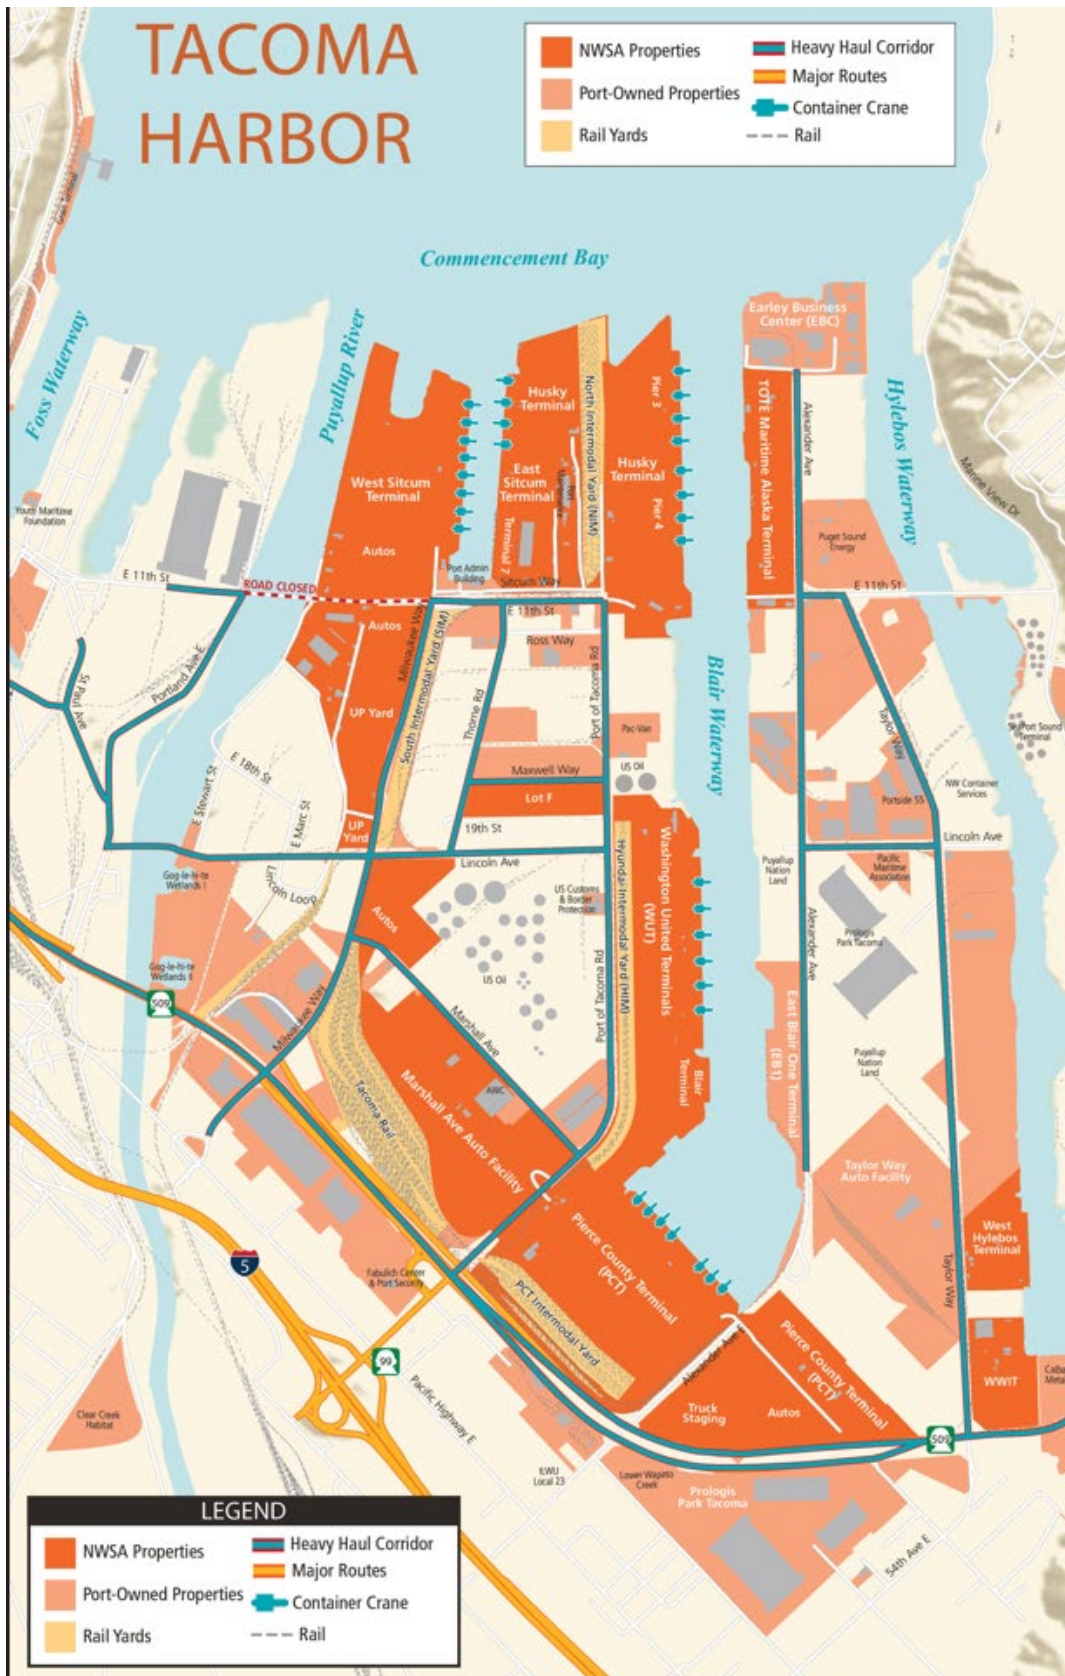 TACOMA
HARBOR
NWSA Properties
Port-Owned Properties
Rail Yards
Heavy Haul Corridor
Major Routes
Container Crane
Rail
Commencement Bay
Foss Waterway
Puyallup River
Hylebos Waterway
Blair Waterway
Grain Terminal
Earley Business
Center (EBC)
Husky
Terminal
North Intermodal Yard (NIM)
Pier 3
Husky
Terminal
Pier 4
West Sitcum
Terminal
Autos
East
Sitcum
Terminal
Terminal 7
Port
Maintenance
TOTE Maritime Alaska Terminal
Alexander Ave
Marine View Dr
Youth Maritime
Foundation
Puget Sound
Energy
E 11th St
ROAD CLOSED
Port Admin
Building
Sitcum Way
E 11th St
E 11th St
Autos
Milwaukee Way
South Intermodal Yard (SIM)
Ross Way
Thorne Rd
Port of Tacoma Rd
St Paul Ave
Portland Ave E
UP Yard
Pac-Van
US Oil
Taylor Way
Maxwell Way
Lot F
E 18th St
E Stewart St
E Marc St
UP
Yard
19th St
Portside 55
NW Container
Services
Lincoln Ave
Lincoln Ave
Lincoln Loop
Gog-le-hi-te
Wetlands I
Autos
US Customs
& Border
Protection
US Oil
Hyundai Intermodal Yard (HIM)
Washington United Terminals
(WUT)
Puyallup
Nation
Land
Pacific
Maritime
Association
Prologis
Park Tacoma
Alexander Ave
Gog-le-hi-te
Wetlands II
509
Milwaukee Way
Marshall Ave
Port of Tacoma Rd
East Blair One Terminal
(EB1)
Puyallup
Nation
Land
Tacoma Rail
AWC
Marshall Ave Auto Facility
Blair
Terminal
Taylor Way
Auto Facility
West
Hylebos
Terminal
Taylor Way
5
Fabulich Center
& Port Security
Pierce County Terminal
(PCT)
PCT Intermodal Yard
Alexander Ave E
Pierce County Terminal
(PCT)
99
Pacific Highway E
WWIT
Truck
Staging
Autos
509
Clear Creek
Habitat
ILWU
Local 23
Lower Wapato
Creek
Prologis
Park Tacoma
54th Ave E
LEGEND
NWSA Properties
Port-Owned Properties
Rail Yards
Heavy Haul Corridor
Major Routes
Container Crane
Rail